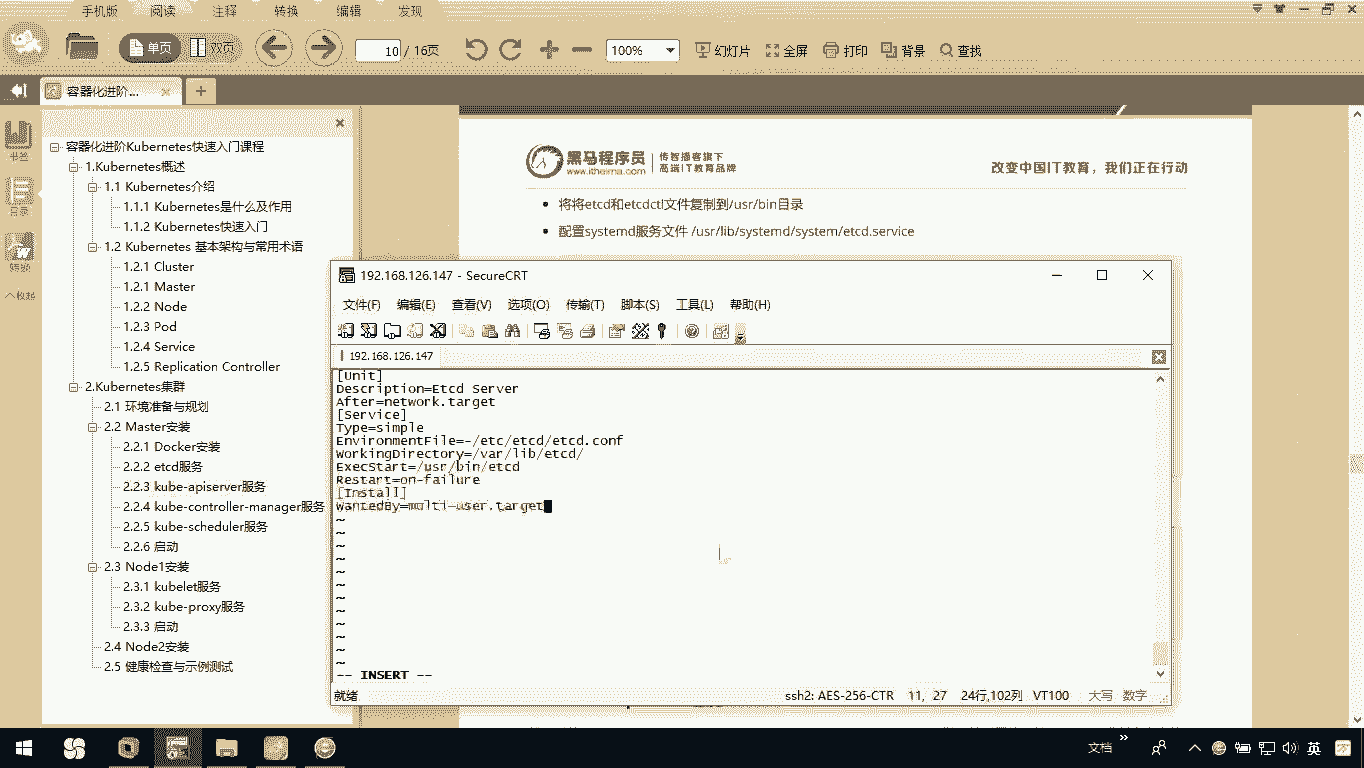 手机版 阅读 注释 转换 编辑 发现
单页 双页 10 / 16页 100% 幻灯片 全屏 打印 背景 查找
容器化进阶...
书签
目录
收起
容器化进阶Kubernetes快速入门课程
1.Kubernetes概述
1.1 Kubernetes介绍
1.1.1 Kubernetes是什么及作用
1.1.2 Kubernetes快速入门
1.2 Kubernetes 基本架构与常用术语
1.2.1 Cluster
1.2.1 Master
1.2.2 Node
1.2.3 Pod
1.2.4 Service
1.2.5 Replication Controller
2.Kubernetes集群
2.1 环境准备与规划
2.2 Master安装
2.2.1 Docker安装
2.2.2 etcd服务
2.2.3 kube-apiserver服务
2.2.4 kube-controller-manager服务
2.2.5 kube-scheduler服务
2.2.6 启动
2.3 Node1安装
2.3.1 kubelet服务
2.3.2 kube-proxy服务
2.3.3 启动
2.4 Node2安装
2.5 健康检查与示例测试
黑马程序员
www.itheima.com
传智播客旗下
高端IT教育品牌
改变中国IT教育，我们正在行动
将将etcd和etcdctl文件复制到/usr/bin目录
配置systemd服务文件 /usr/lib/systemd/system/etcd.service
192.168.126.147 - SecureCRT
文件(F) 编辑(E) 查看(V) 选项(O) 传输(T) 脚本(S) 工具(L) 帮助(H)
192.168.126.147
[Unit]
Description=Etcd Server
After=network.target
[Service]
Type=simple
EnvironmentFile=-/etc/etcd/etcd.conf
WorkingDirectory=/var/lib/etcd/
ExecStart=/usr/bin/etcd
Restart=on-failure
[Install]
WantedBy=multi-user.target
~
~
~
~
~
~
~
~
~
~
~
~
-- INSERT --
就绪 ssh2: AES-256-CTR 11, 27 24行,102列 VT100 大写 数字
文档 英